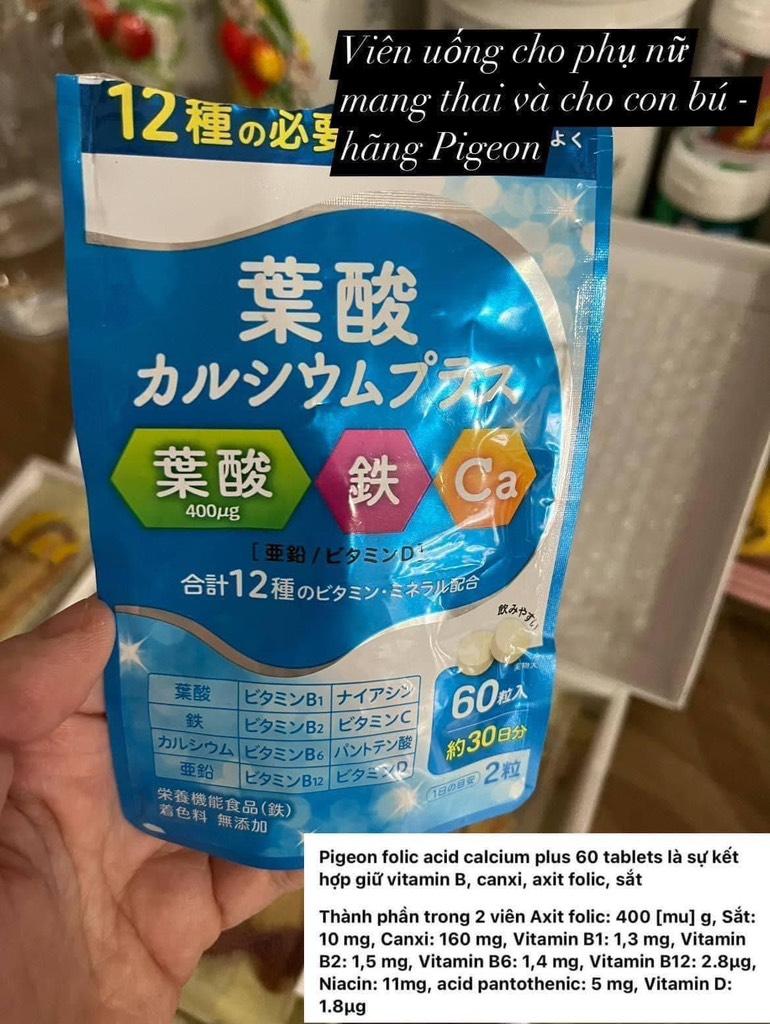 Viên uống cho phụ nữ
mang thai và cho con bú -
hãng Pigeon
12種の必要
よく
葉酸
カルシウムプラス
葉酸
400μg
鉄
Ca
[亜鉛/ビタミンD]
合計12種のビタミン・ミネラル配合
飲みやすい
実物大
60粒入
約30日分
1日の目安 2粒
葉酸 ビタミンB1 ナイアシン
鉄 ビタミンB2 ビタミンC
カルシウム ビタミンB6 パントテン酸
亜鉛 ビタミンB12 ビタミンD
栄養機能食品(鉄)
着色料 無添加
Pigeon folic acid calcium plus 60 tablets là sự kết
hợp giữ vitamin B, canxi, axit folic, sắt
Thành phần trong 2 viên Axit folic: 400 [mu] g, Sắt:
10 mg, Canxi: 160 mg, Vitamin B1: 1,3 mg, Vitamin
B2: 1,5 mg, Vitamin B6: 1,4 mg, Vitamin B12: 2.8μg,
Niacin: 11mg, acid pantothenic: 5 mg, Vitamin D:
1.8μg